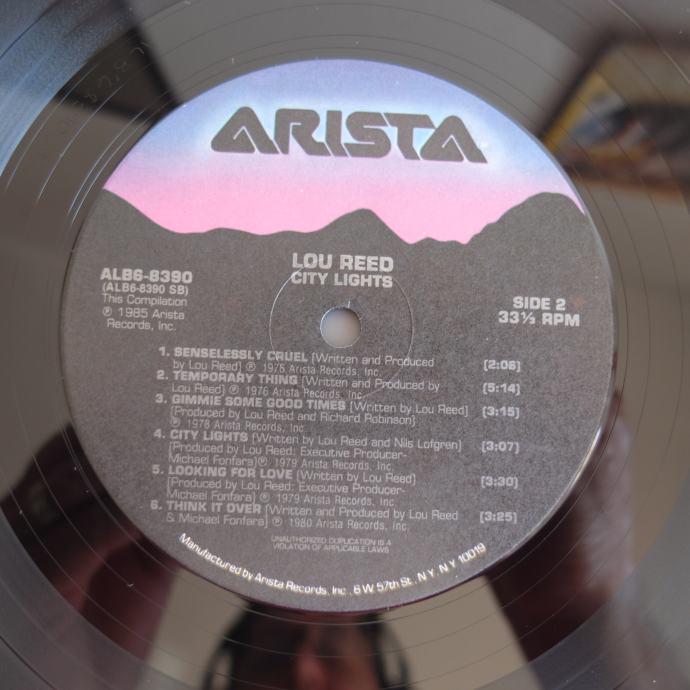 ARISTA
LOU REED
CITY LIGHTS
ALB6-8390
(ALB6-8390 SB)
This Compilation
℗ 1985 Arista
Records, Inc.
SIDE 2
33⅓ RPM
1. SENSELESSLY CRUEL [Written and Produced
by Lou Reed] ℗ 1976 Arista Records, Inc. [2:06]
2. TEMPORARY THING [Written and Produced by
Lou Reed] ℗ 1976 Arista Records, Inc. [5:14]
3. GIMMIE SOME GOOD TIMES [Written by Lou Reed] [3:15]
[Produced by Lou Reed and Richard Robinson]
℗ 1978 Arista Records, Inc.
4. CITY LIGHTS [Written by Lou Reed and Nils Lofgren] [3:07]
[Produced by Lou Reed: Executive Producer-
Michael Fonfara] ℗ 1979 Arista Records, Inc.
5. LOOKING FOR LOVE [Written by Lou Reed] [3:30]
[Produced by Lou Reed: Executive Producer-
Michael Fonfara] ℗ 1979 Arista Records, Inc.
6. THINK IT OVER [Written and Produced by Lou Reed [3:25]
& Michael Fonfara] ℗ 1980 Arista Records, Inc.
UNAUTHORIZED DUPLICATION IS A
VIOLATION OF APPLICABLE LAWS
Manufactured by Arista Records, Inc., 6 W. 57th St., N.Y., N.Y. 10019